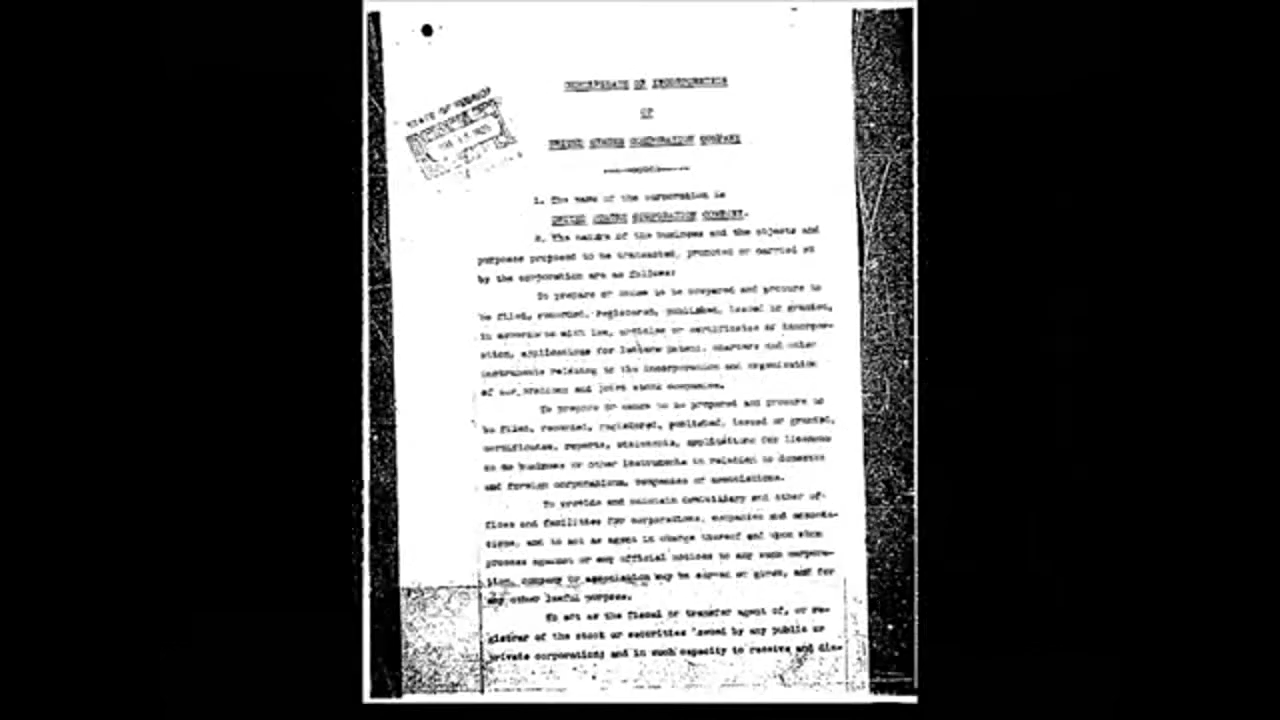 CERTIFICATE OF INCORPORATION
OF
UNITED STATES CORPORATION COMPANY
STATE OF
1. The name of the corporation is
UNITED STATES CORPORATION COMPANY.
2. The nature of the business and the objects and
purposes proposed to be transacted, promoted or carried on
by the corporation are as follows:
To prepare or cause to be prepared and procure to
be filed, recorded, registered, published, issued or granted,
in accordance with law, articles or certificates of incorpor-
ation, applications for letters patent, charters and other
instruments relating to the incorporation and organization
of corporations and joint stock companies.
To prepare or cause to be prepared and procure to
be filed, recorded, registered, published, issued or granted,
certificates, reports, statements, applications for licenses
to do business or other instruments in relation to domestic
and foreign corporations, companies or associations.
To provide and maintain domiciliary and other of-
fices and facilities for corporations, companies and associa-
tions, and to act as agent in charge thereof and upon whom
process against or any official notices to any such corpora-
tion, company or association may be served or given, and for
any other lawful purpose.
To act as the fiscal or transfer agent of, or re-
gistrar of the stock or securities issued by any public or
private corporation; and in such capacity to receive and dis-